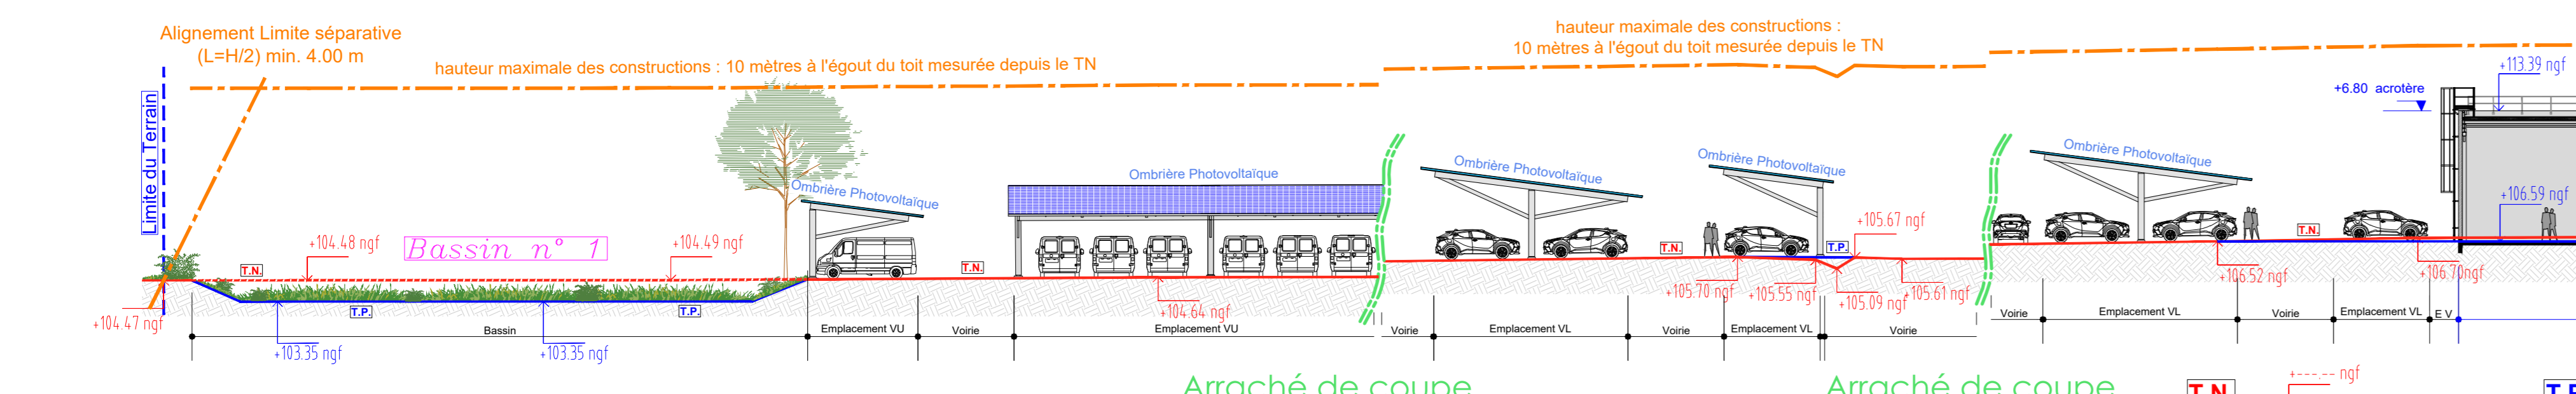 Alignement Limite séparative
(L=H/2) min. 4.00 m
hauteur maximale des constructions : 10 mètres à l'égout du toit mesurée depuis le TN
hauteur maximale des constructions :
10 mètres à l'égout du toit mesurée depuis le TN
Limite du Terrain
+113.39 ngf
+6.80 acrotère
Ombrière Photovoltaïque
Ombrière Photovoltaïque
Ombrière Photovoltaïque
Ombrière Photovoltaïque
Ombrière Photovoltaïque
+106.59 ngf
+104.48 ngf
Bassin n° 1
+104.49 ngf
+105.67 ngf
T.N.
T.N.
T.N.
T.P.
T.N.
+104.47 ngf
T.P.
T.P.
+104.64 ngf
+105.70 ngf
+105.55 ngf
+105.09 ngf
+105.61 ngf
+106.52 ngf
+106.70ngf
Bassin
Emplacement VU
Voirie
Emplacement VU
Voirie
Emplacement VL
Voirie
Emplacement VL
Voirie
Voirie
Emplacement VL
Voirie
Emplacement VL
E V
+103.35 ngf
+103.35 ngf
Arraché de coupe
Arraché de coupe
T.N.
+---.-- ngf
T.P.